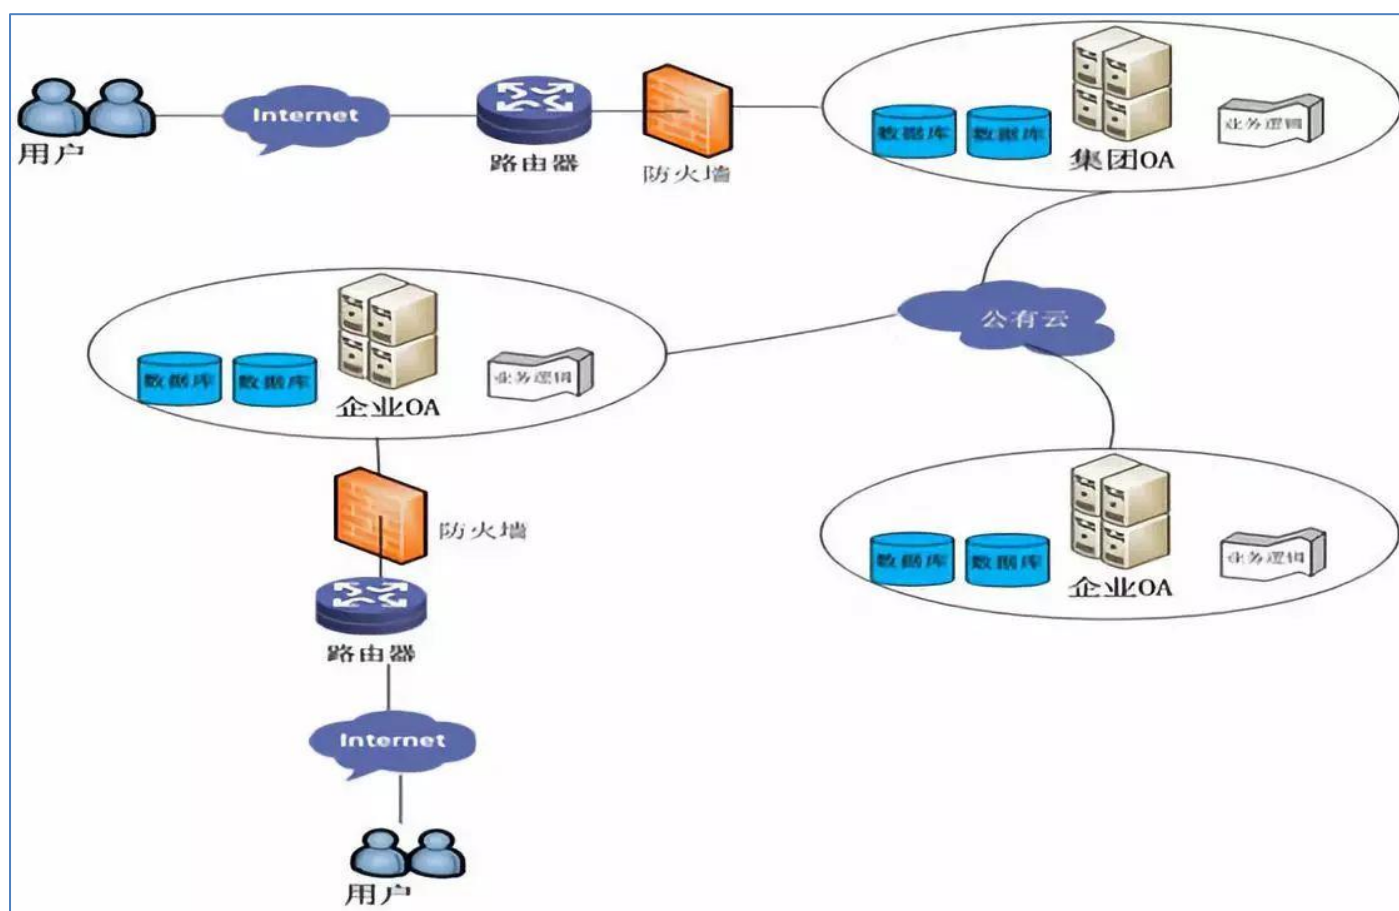 Internet
用户
路由器
防火墙
数据库
数据库
集团OA
业务逻辑
公有云
数据库
数据库
企业OA
业务逻辑
防火墙
路由器
Internet
用户
数据库
数据库
企业OA
业务逻辑